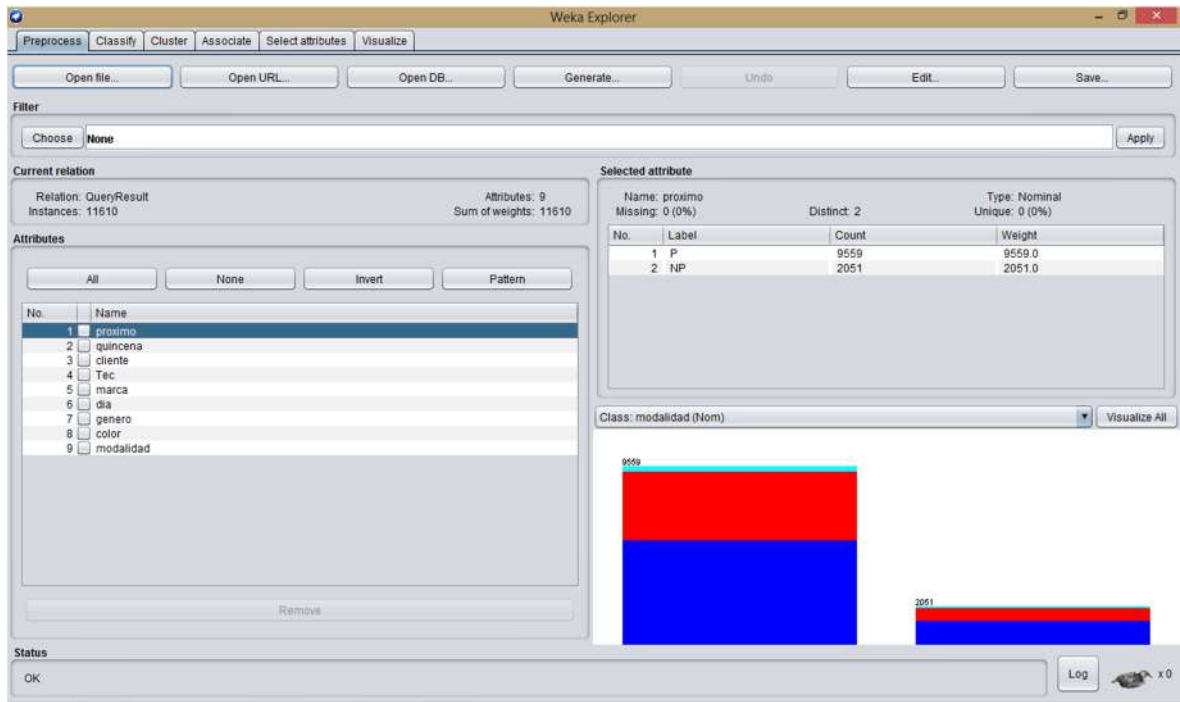 Weka Explorer
Preprocess Classify Cluster Associate Select attributes Visualize
Open file... Open URL... Open DB... Generate... Undo Edit... Save...
Filter
Choose None Apply
Current relation
Relation: QueryResult Attributes: 9
Instances: 11610 Sum of weights: 11610
Selected attribute
Name: proximo Type: Nominal
Missing: 0 (0%) Distinct: 2 Unique: 0 (0%)
No. Label Count Weight
1 P 9559 9559.0
2 NP 2051 2051.0
Attributes
All None Invert Pattern
No. Name
1 proximo
2 quincena
3 cliente
4 Tec
5 marca
6 dia
7 genero
8 color
9 modalidad
Remove
Class: modalidad (Nom) Visualize All
9559
2051
Status
OK Log x 0